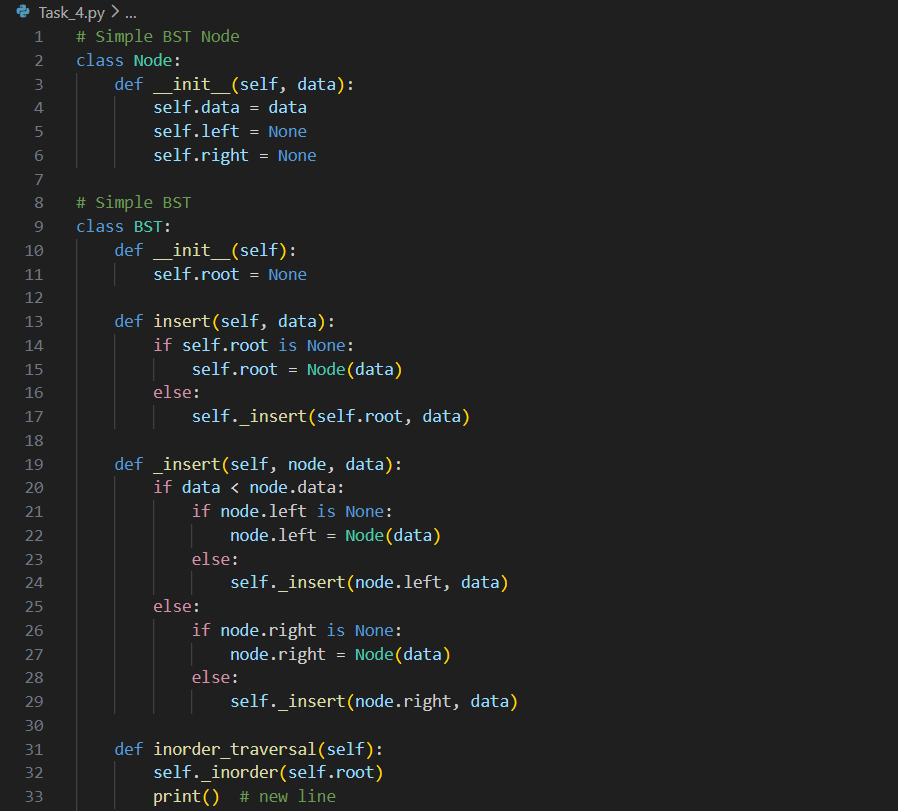 Task_4.py > ...
1 # Simple BST Node
2 class Node:
3     def __init__(self, data):
4         self.data = data
5         self.left = None
6         self.right = None
7
8 # Simple BST
9 class BST:
10     def __init__(self):
11         self.root = None
12
13     def insert(self, data):
14         if self.root is None:
15             self.root = Node(data)
16         else:
17             self._insert(self.root, data)
18
19     def _insert(self, node, data):
20         if data < node.data:
21             if node.left is None:
22                 node.left = Node(data)
23             else:
24                 self._insert(node.left, data)
25         else:
26             if node.right is None:
27                 node.right = Node(data)
28             else:
29                 self._insert(node.right, data)
30
31     def inorder_traversal(self):
32         self._inorder(self.root)
33         print()  # new line